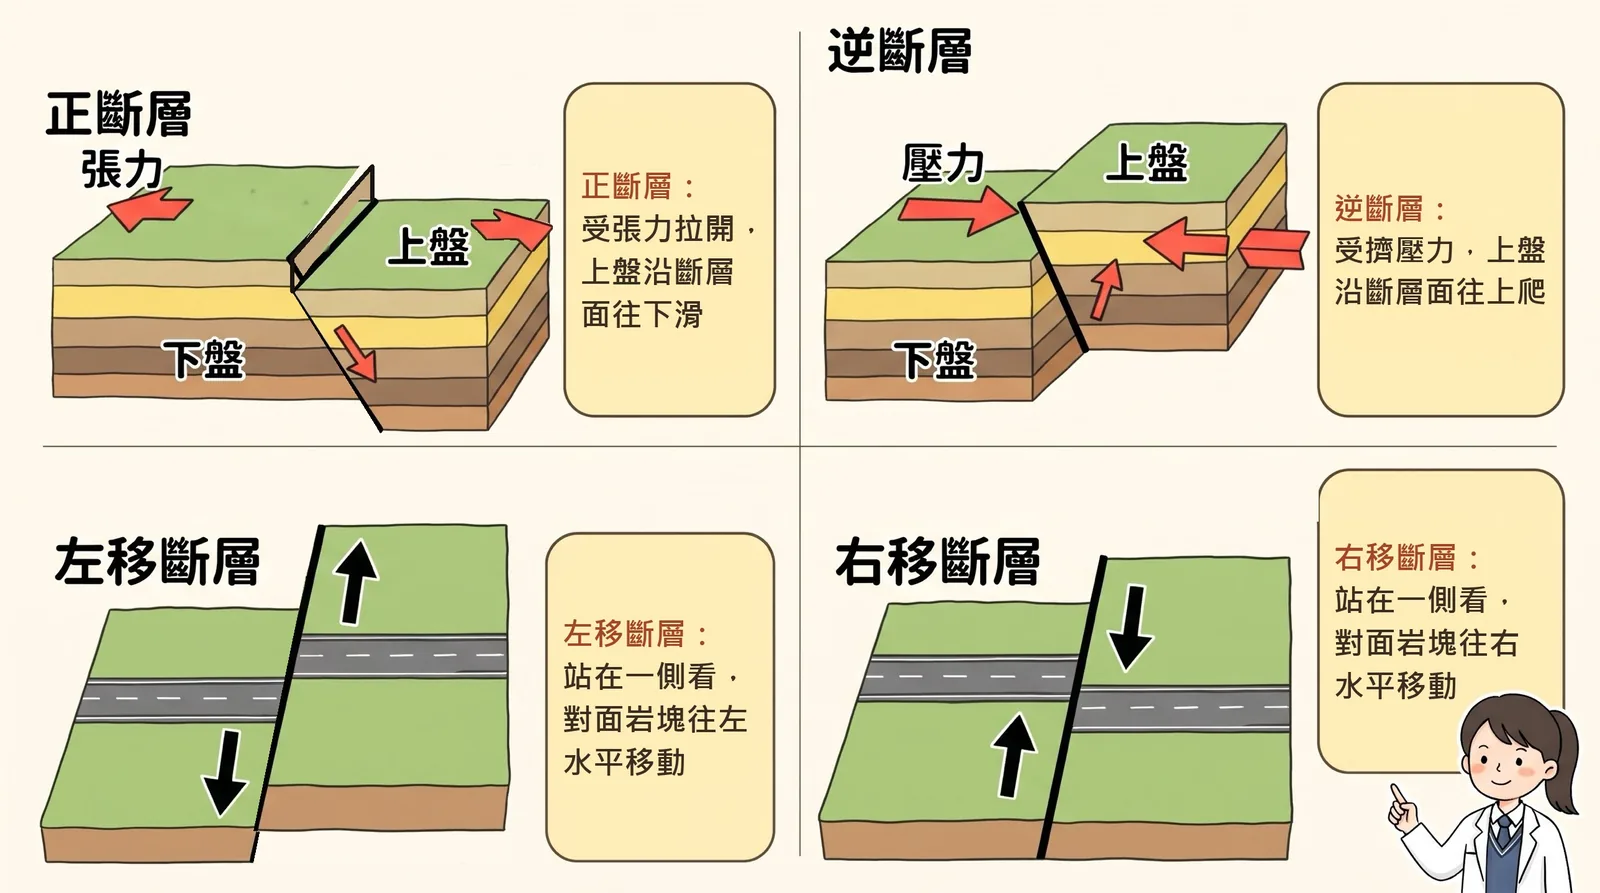 正斷層
張力
上盤
下盤
正斷層：
受張力拉開，
上盤沿斷層
面往下滑
逆斷層
壓力
上盤
下盤
逆斷層：
受擠壓力，上盤
沿斷層面往上爬
左移斷層
左移斷層：
站在一側看，
對面岩塊往左
水平移動
右移斷層
右移斷層：
站在一側看，
對面岩塊往右
水平移動